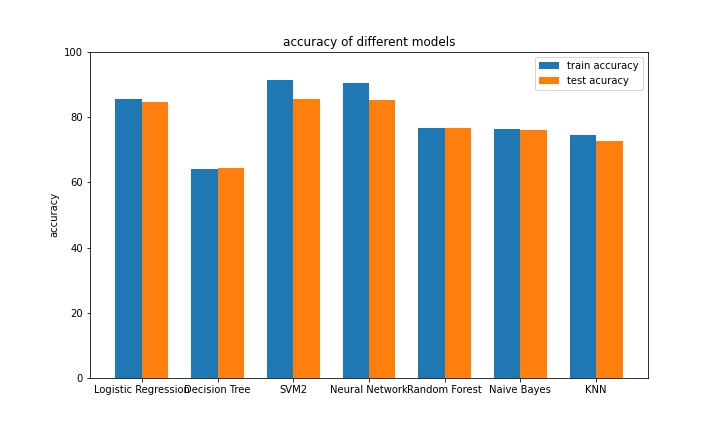 accuracy of different models
train accuracy
test acuracy
accuracy
100
80
60
40
20
0
Logistic Regression Decision Tree SVM2 Neural Network Random Forest Naive Bayes KNN